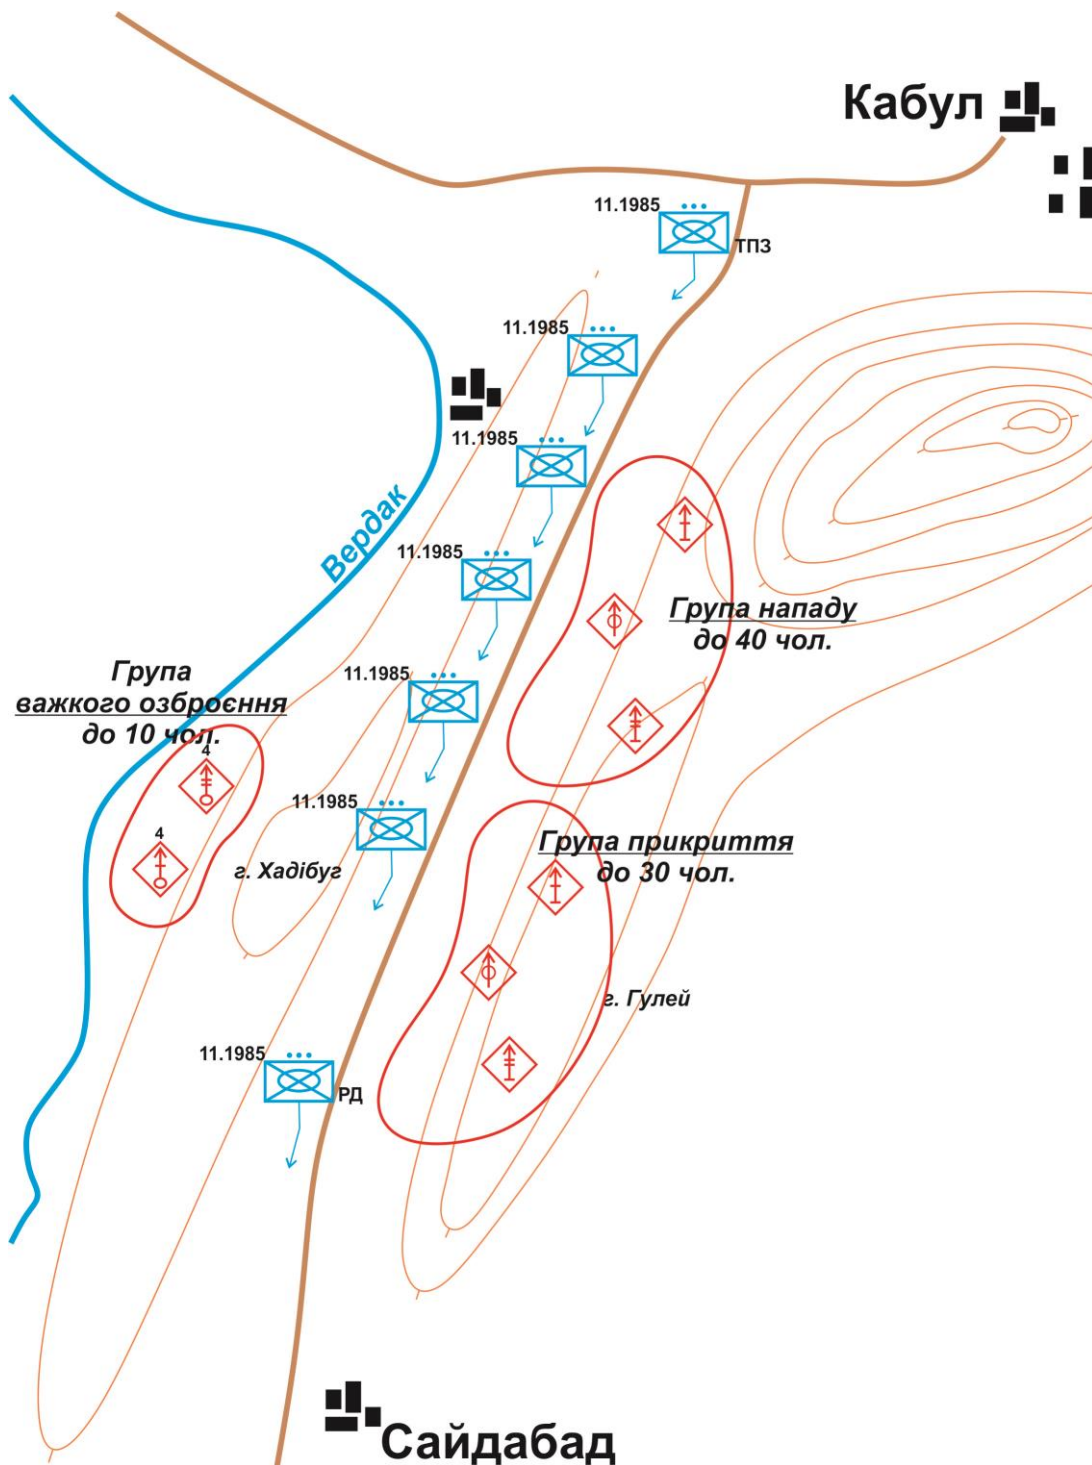 Кабул
11.1985
ТПЗ
11.1985
11.1985
Вердак
11.1985
Група нападу
до 40 чол.
Група
важкого озброєння
до 10 чол.
11.1985
4
11.1985
4
г. Хадібуг
Група прикриття
до 30 чол.
г. Гулей
11.1985
РД
Сайдабад